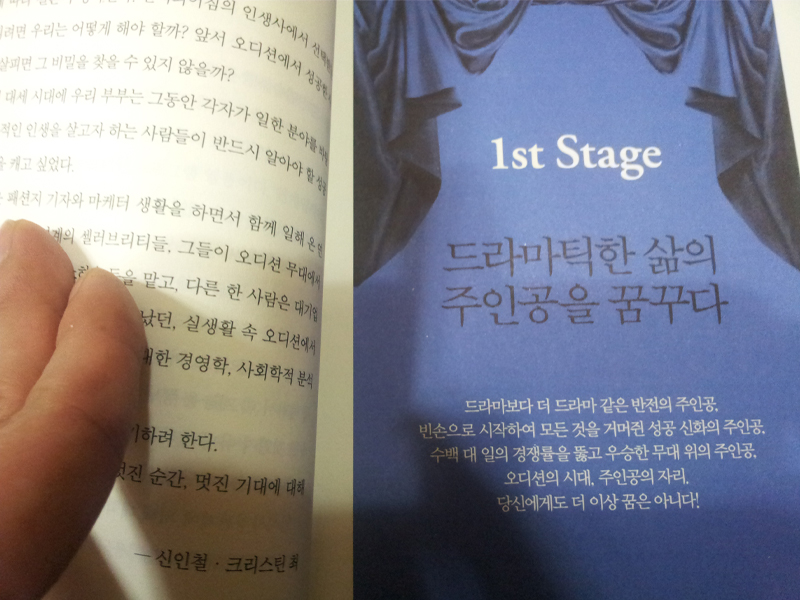 인생사에서
려면 우리는 어떻게 해야 할까? 앞서 오디션에서 성공한
살피면 그 비밀을 찾을 수 있지 않을까?
대세 시대에 우리 부부는 그동안 각자가 일한 분야를
적인 인생을 살고자 하는 사람들이 반드시 알아야 할
캐고 싶었다.
패션지 기자와 마케터 생활을 하면서 함께 일해 온
셀러브리티들, 그들이 오디션 무대에서
맡고, 다른 한 사람은 대기업
났던, 실생활 속 오디션에서
대한 경영학, 사회학적 분석
하려 한다.
멋진 순간, 멋진 기대에 대해
— 신인철 · 크리스틴 최
1st Stage
드라마틱한 삶의
주인공을 꿈꾸다
드라마보다 더 드라마 같은 반전의 주인공,
빈손으로 시작하여 모든 것을 거머쥔 성공 신화의 주인공,
수백 대 일의 경쟁률을 뚫고 우승한 무대 위의 주인공,
오디션의 시대, 주인공의 자리.
당신에게도 더 이상 꿈은 아니다!